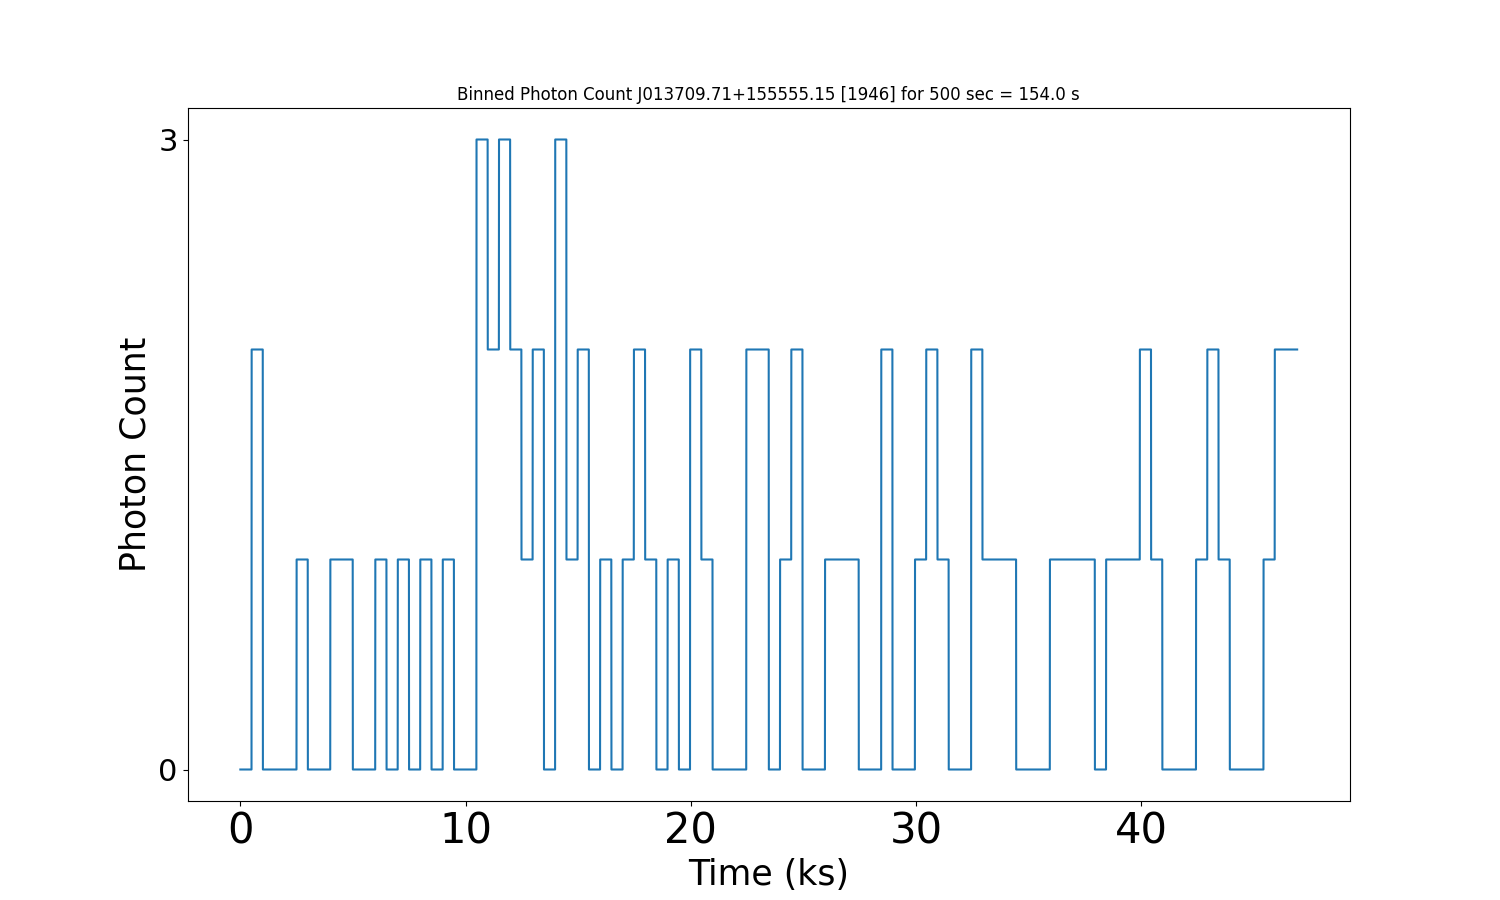 Binned Photon Count J013709.71+155555.15 [1946] for 500 sec = 154.0 s
3
Photon Count
0
0 10 20 30 40
Time (ks)